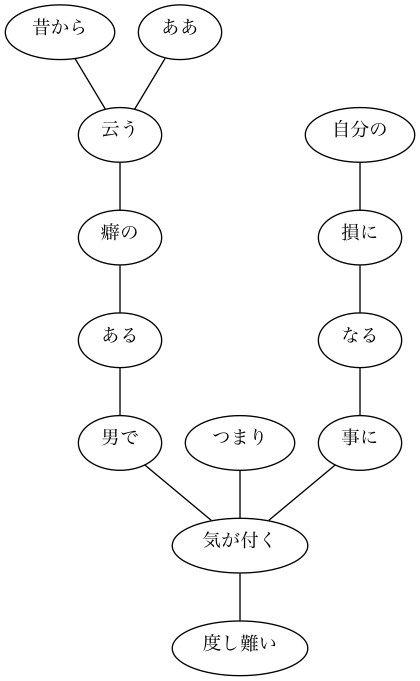 昔から
ああ
云う
自分の
癖の
損に
ある
なる
男で
つまり
事に
気が付く
度し難い